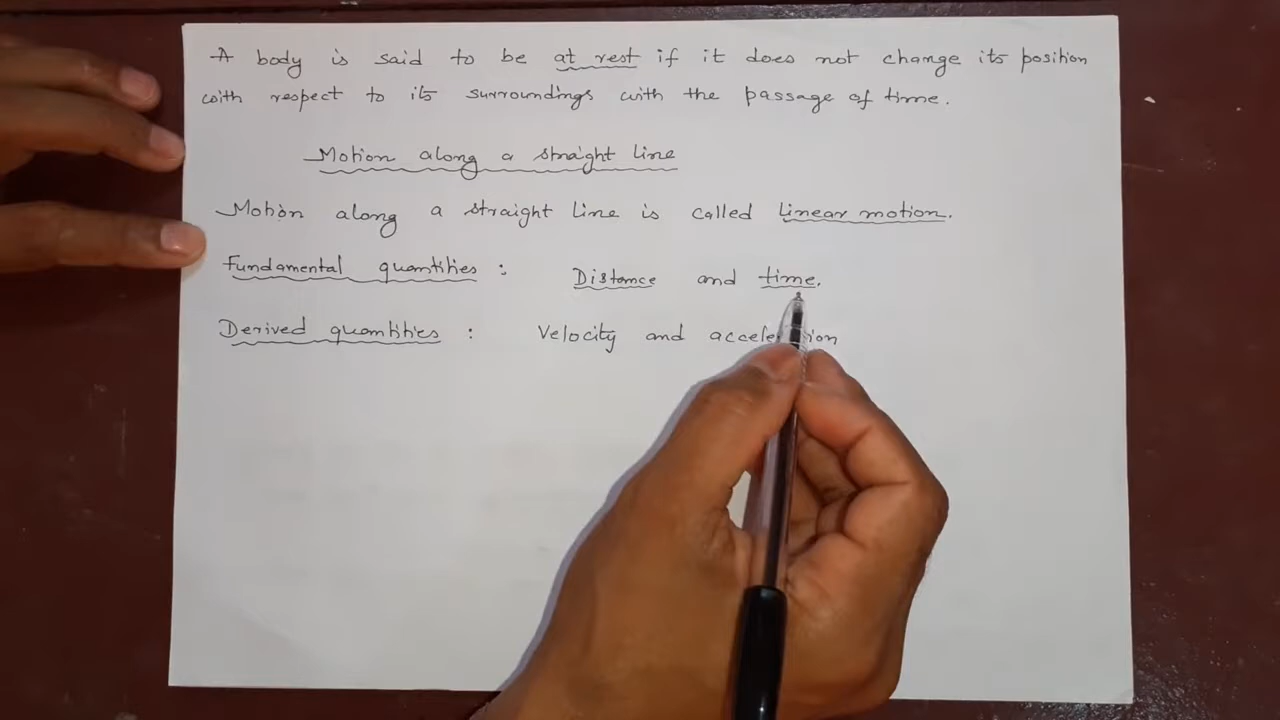 A body is said to be at rest if it does not change its position
with respect to its surroundings with the passage of time.
Motion along a straight line
Motion along a straight line is called linear motion.
Fundamental quantities : Distance and time.
Derived quantities : Velocity and acceleration